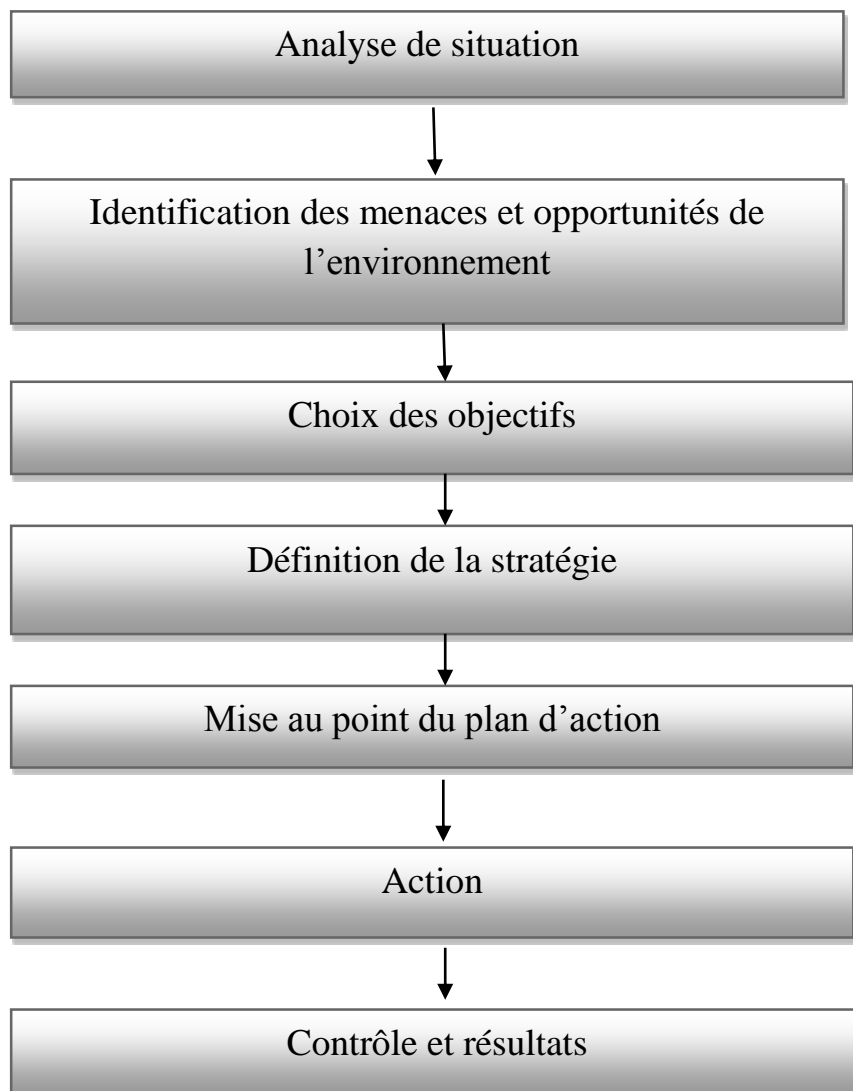 Analyse de situation
Identification des menaces et opportunités de
l’environnement
Choix des objectifs
Définition de la stratégie
Mise au point du plan d’action
Action
Contrôle et résultats